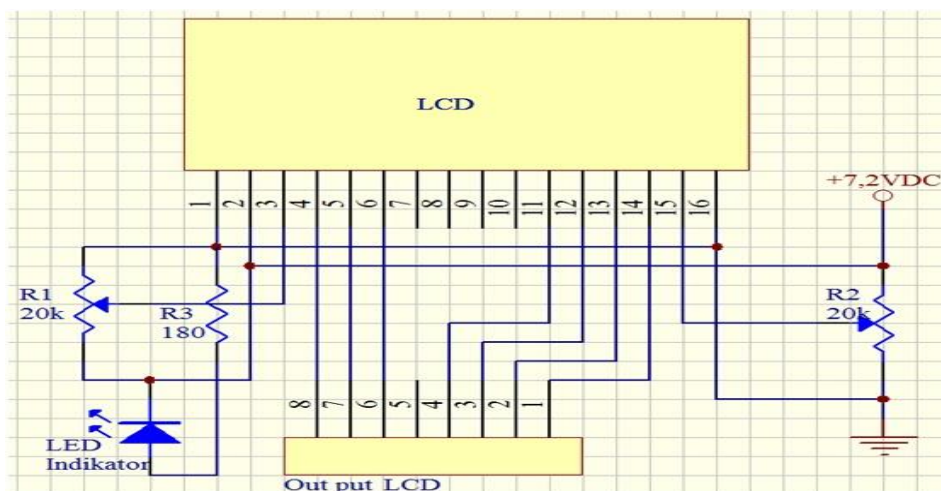 LCD
+7,2VDC
1 2 3 4 5 6 7 8 9 10 11 12 13 14 15 16
R1
20k
R3
180
R2
20k
8 7 6 5 4 3 2 1
LED
Indikator
Out put LCD